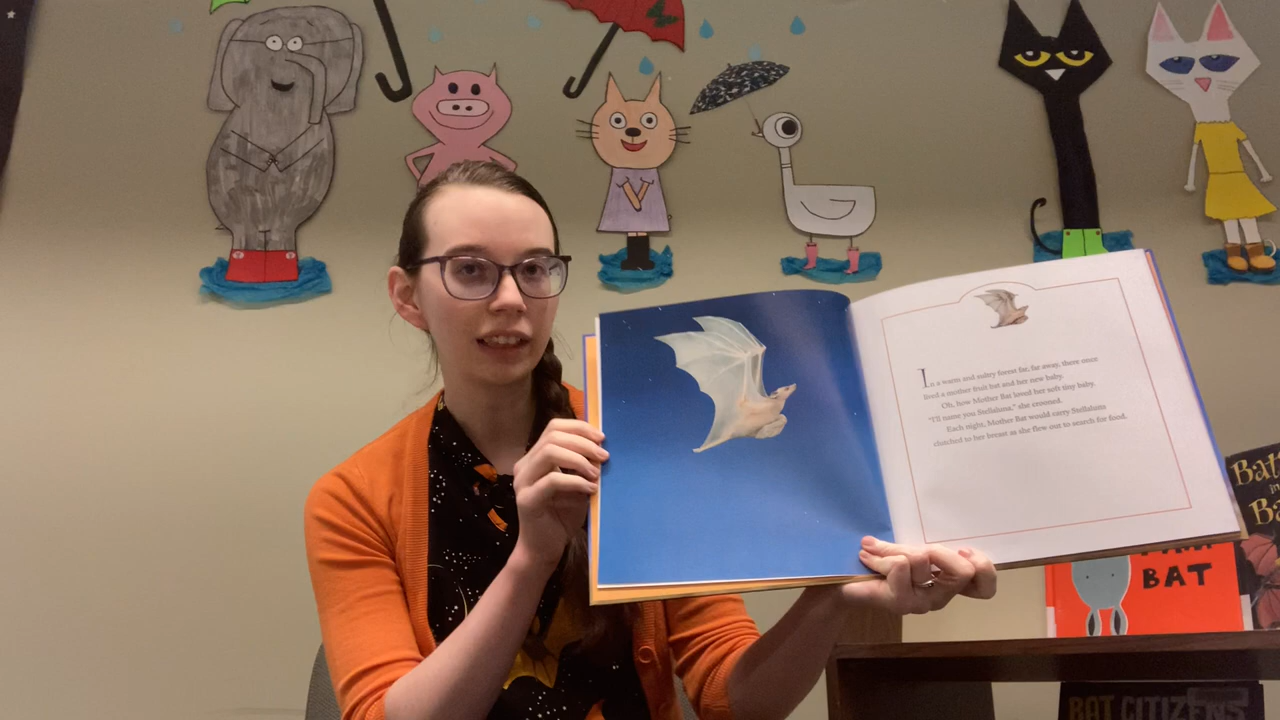 In a warm and sultry forest far, far away, there once
lived a mother fruit bat and her new baby.
Oh, how Mother Bat loved her soft tiny baby.
"I'll name you Stellaluna," she crooned.
Each night, Mother Bat would carry Stellaluna
clutched to her breast as she flew out to search for food.
Bat
Ba
BAT
BAT CITIZENS